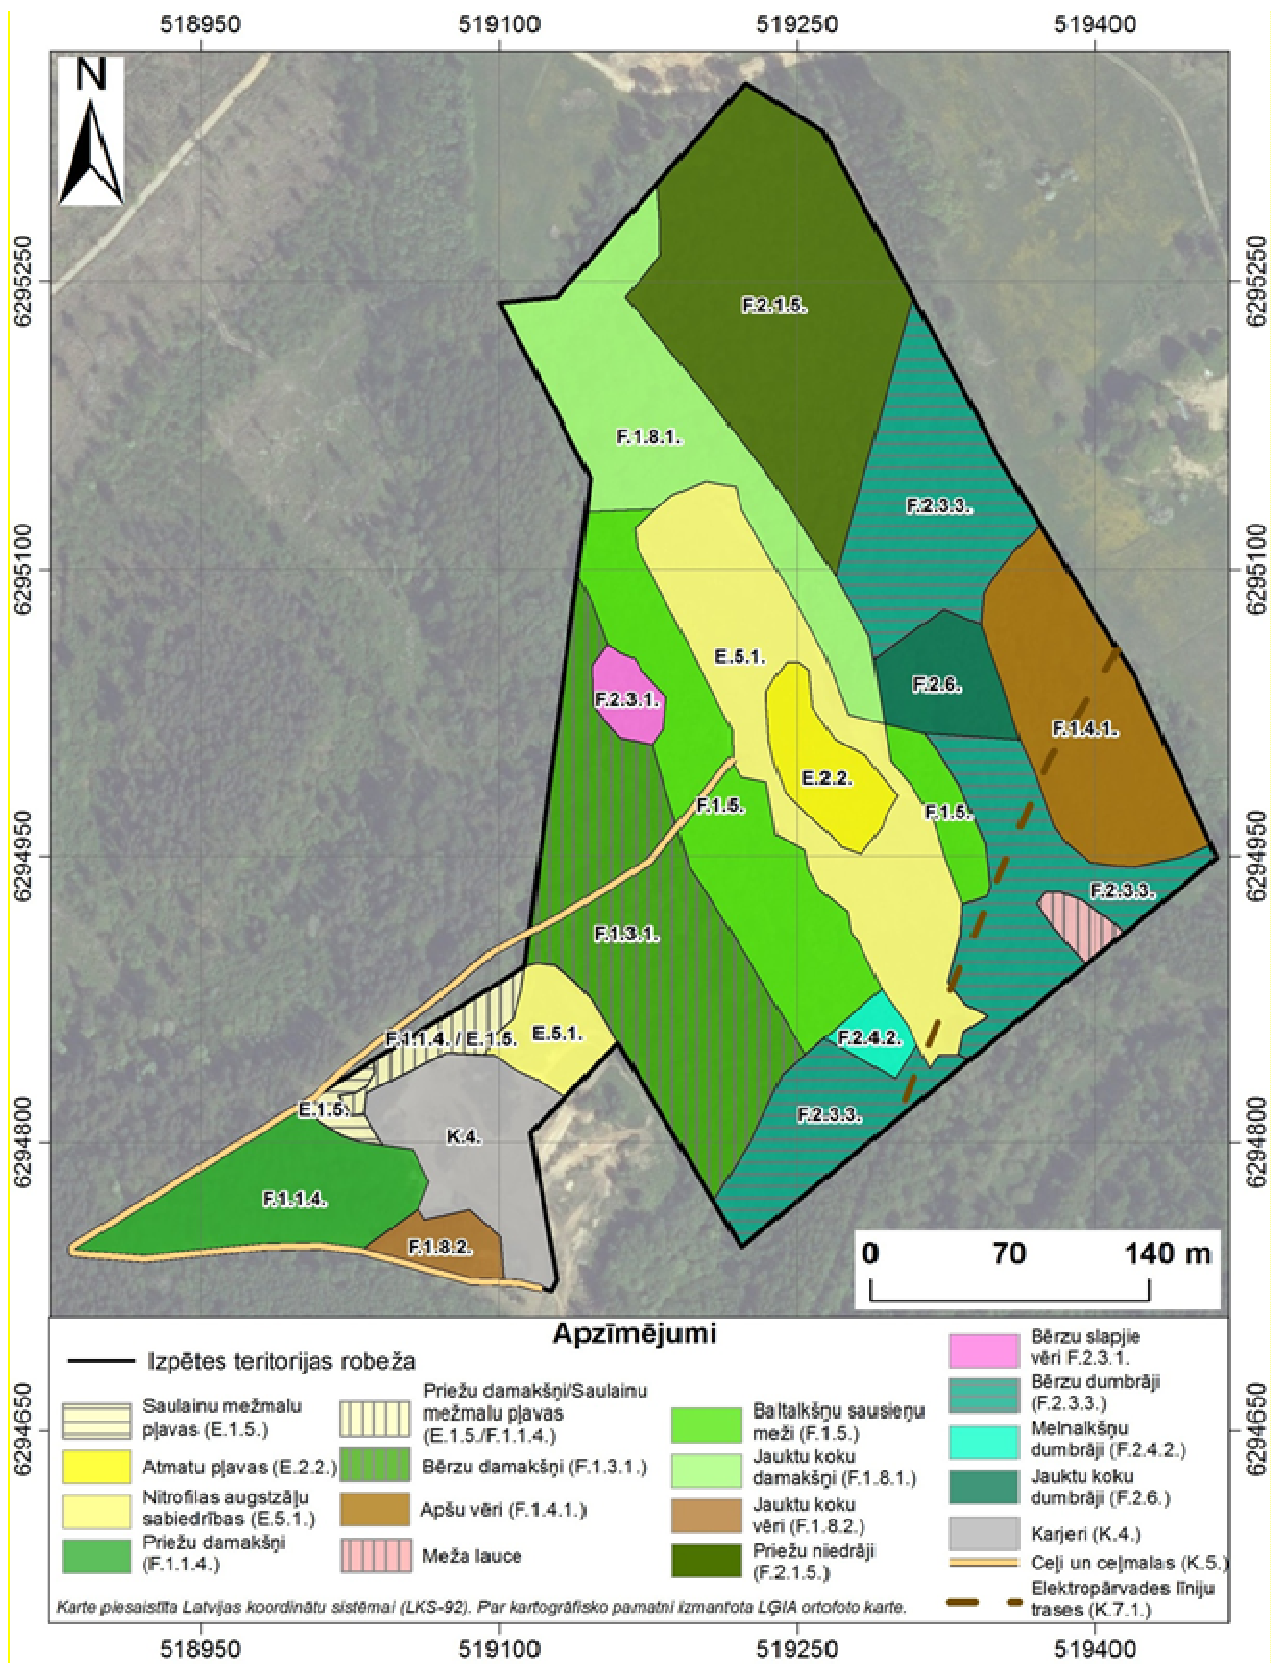 518950 519100 519250 519400
N
6295250 6295250
F.2.1.5.
F.1.8.1.
F.2.3.3.
6295100 6295100
E.5.1.
F.2.6.
F.2.3.1.
F.1.4.1.
E.2.2.
F.1.5. F.1.5.
6294950 6294950
F.2.3.3.
F.1.3.1.
F.1.1.4. / E.1.5. E.5.1.
F.2.4.2.
E.1.5.
F.2.3.3.
K.4.
6294800 6294800
F.1.1.4.
F.1.8.2.
0 70 140 m
Apzīmējumi
Izpētes teritorijas robeža
Saulainu mežmalu
pļavas (E.1.5.)
Atmatu pļavas (E.2.2.)
Nitrofilas augstzāļu
sabiedrības (E.5.1.)
Priežu damakšņi
(F.1.1.4.)
Priežu damakšņi/Saulainu
mežmalu pļavas
(E.1.5./F.1.1.4.)
Bērzu damakšņi (F.1.3.1.)
Apšu vēri (F.1.4.1.)
Meža lauce
Baltalkšņu sausieņu
meži (F.1.5.)
Jauktu koku
damakšņi (F.1.8.1.)
Jauktu koku
vēri (F.1.8.2.)
Priežu niedrāji
(F.2.1.5.)
Bērzu slapjie
vēri F.2.3.1.
Bērzu dumbrāji
(F.2.3.3.)
Melnalkšņu
dumbrāji (F.2.4.2.)
Jauktu koku
dumbrāji (F.2.6.)
Karjeri (K.4.)
Ceļi un ceļmalas (K.5.)
Elektropārvades līniju
trases (K.7.1.)
6294650 6294650
Karte piesaistīta Latvijas koordinātu sistēmai (LKS-92). Par kartogrāfisko pamatni izmantota LĢIA ortofoto karte.
518950 519100 519250 519400